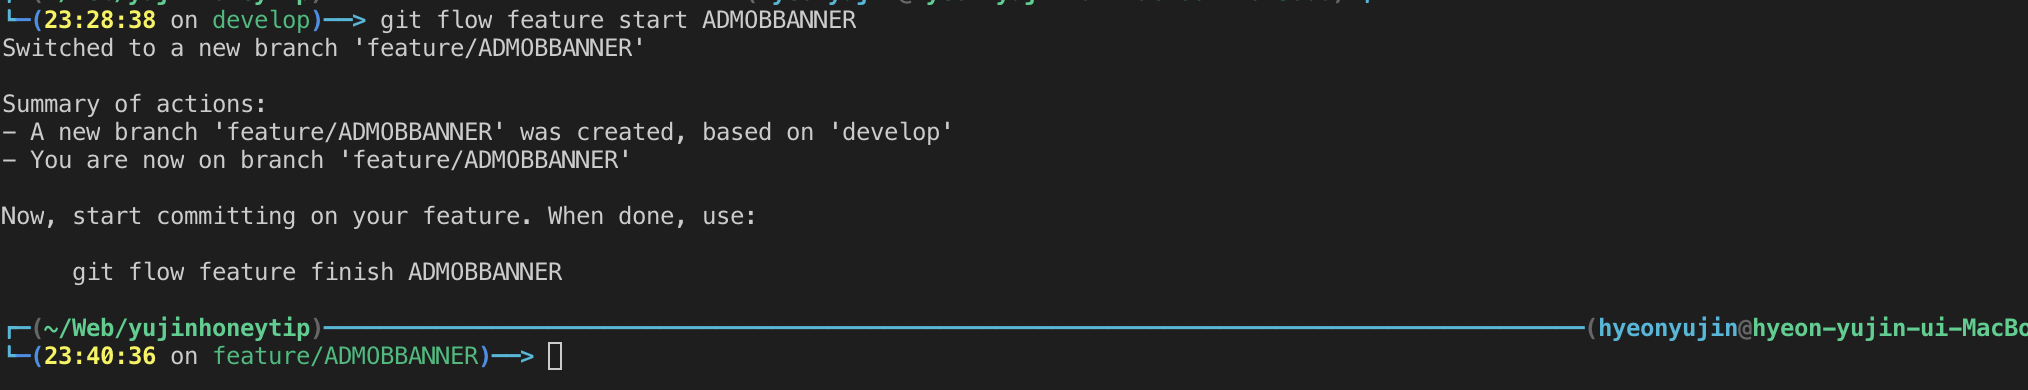 (23:28:38 on develop)──> git flow feature start ADMOBBANNER
Switched to a new branch 'feature/ADMOBBANNER'
Summary of actions:
- A new branch 'feature/ADMOBBANNER' was created, based on 'develop'
- You are now on branch 'feature/ADMOBBANNER'
Now, start committing on your feature. When done, use:
git flow feature finish ADMOBBANNER
(~/Web/yujinhoneytip) (hyeonyujin@hyeon-yujin-ui-MacBo
(23:40:36 on feature/ADMOBBANNER)──>